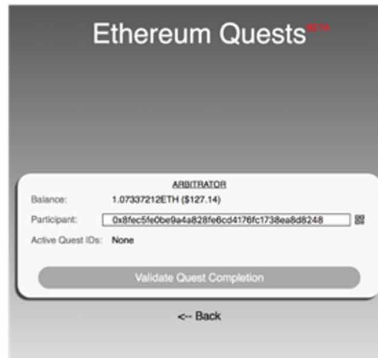 Ethereum Quests
ARBITRATOR
Balance: 1.07337212ETH ($127.14)
Participant: 0x8fec5fe0be9a4a828fe6cd4176fc1738ea8d8248
Active Quest IDs: None
Validate Quest Completion
<-- Back